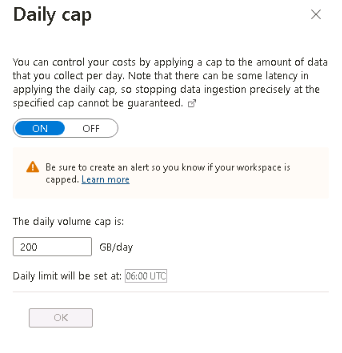 Daily cap
You can control your costs by applying a cap to the amount of data
that you collect per day. Note that there can be some latency in
applying the daily cap, so stopping data ingestion precisely at the
specified cap cannot be guaranteed.
ON OFF
Be sure to create an alert so you know if your workspace is
capped. Learn more
The daily volume cap is:
200 GB/day
Daily limit will be set at: 06:00 UTC
OK